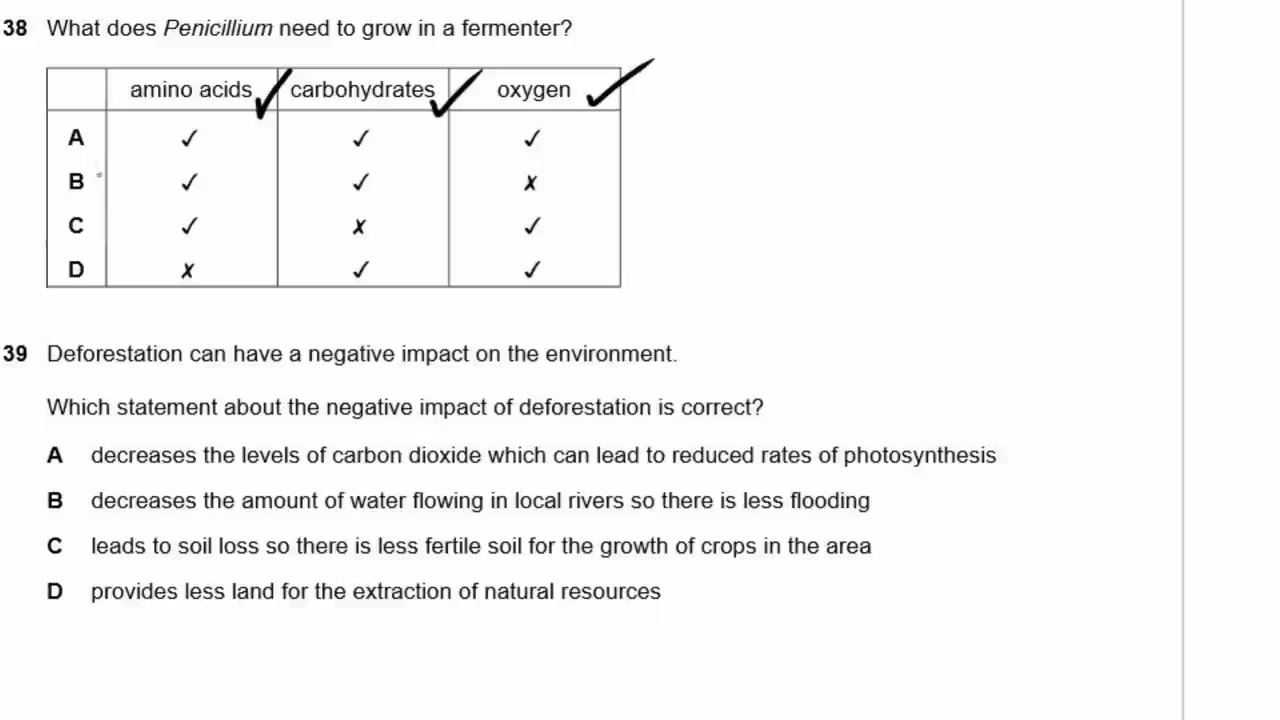 38 What does Penicillium need to grow in a fermenter?
amino acids carbohydrates oxygen
A ✓ ✓ ✓
B ✓ ✓ ✗
C ✓ ✗ ✓
D ✗ ✓ ✓
39 Deforestation can have a negative impact on the environment.
Which statement about the negative impact of deforestation is correct?
A decreases the levels of carbon dioxide which can lead to reduced rates of photosynthesis
B decreases the amount of water flowing in local rivers so there is less flooding
C leads to soil loss so there is less fertile soil for the growth of crops in the area
D provides less land for the extraction of natural resources